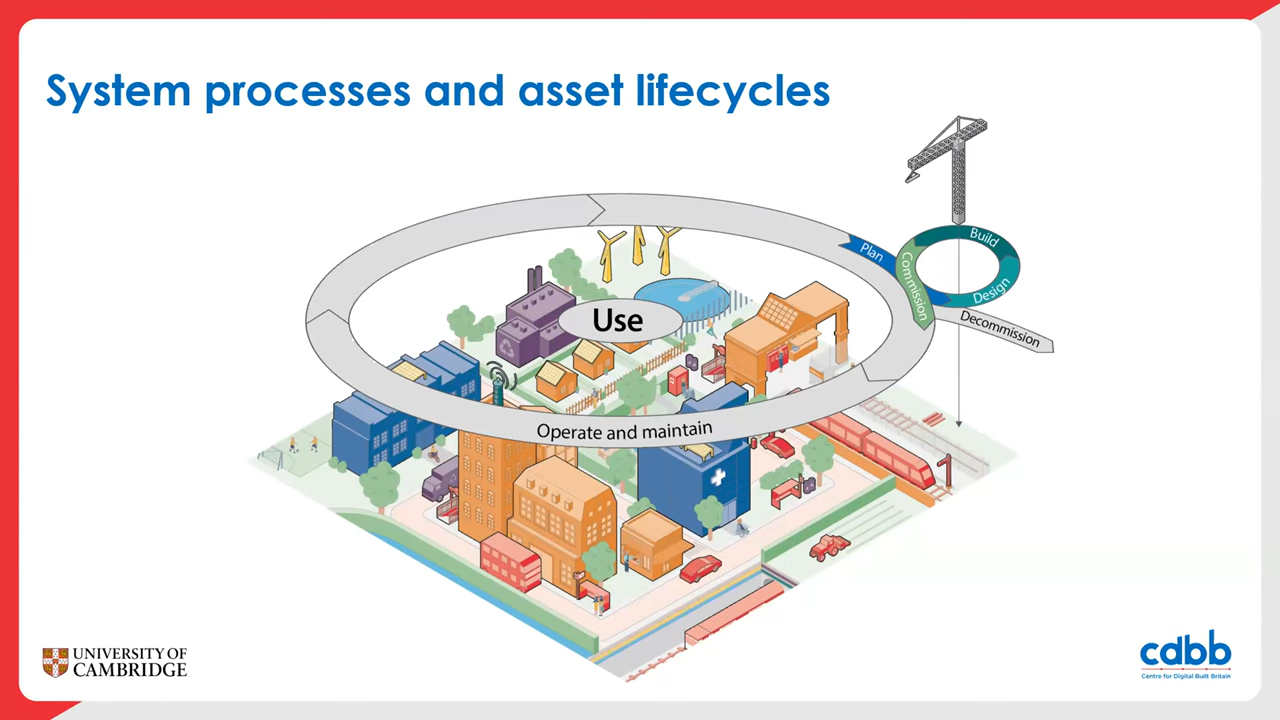 System processes and asset lifecycles
Build
Plan
Commission
Design
Use
Decommission
Operate and maintain
UNIVERSITY OF
CAMBRIDGE
cdbb
Centre for Digital Built Britain